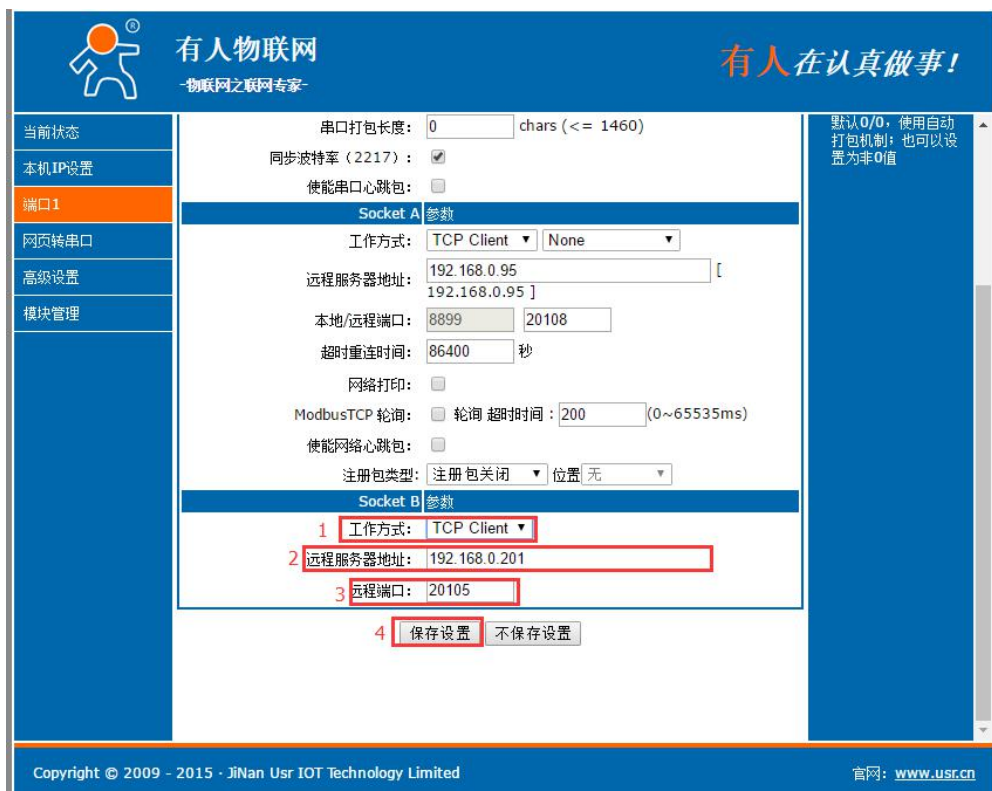 ®
有人物联网
-物联网之联网专家-
有人在认真做事!
当前状态
本机IP设置
端口1
网页转串口
高级设置
模块管理
串口打包长度: 0 chars (<= 1460)
同步波特率（2217）:
使能串口心跳包:
Socket A 参数
工作方式: TCP Client None
远程服务器地址: 192.168.0.95 [
192.168.0.95 ]
本地/远程端口: 8899 20108
超时重连时间: 86400 秒
网络打印:
ModbusTCP 轮询: 轮询 超时时间：200 (0~65535ms)
使能网络心跳包:
注册包类型: 注册包关闭 位置 无
Socket B 参数
1 工作方式: TCP Client
2 远程服务器地址: 192.168.0.201
3 远程端口: 20105
4 保存设置 不保存设置
默认0/0，使用自动
打包机制；也可以设
置为非0值
Copyright © 2009 - 2015 · JiNan Usr IOT Technology Limited
官网: www.usr.cn